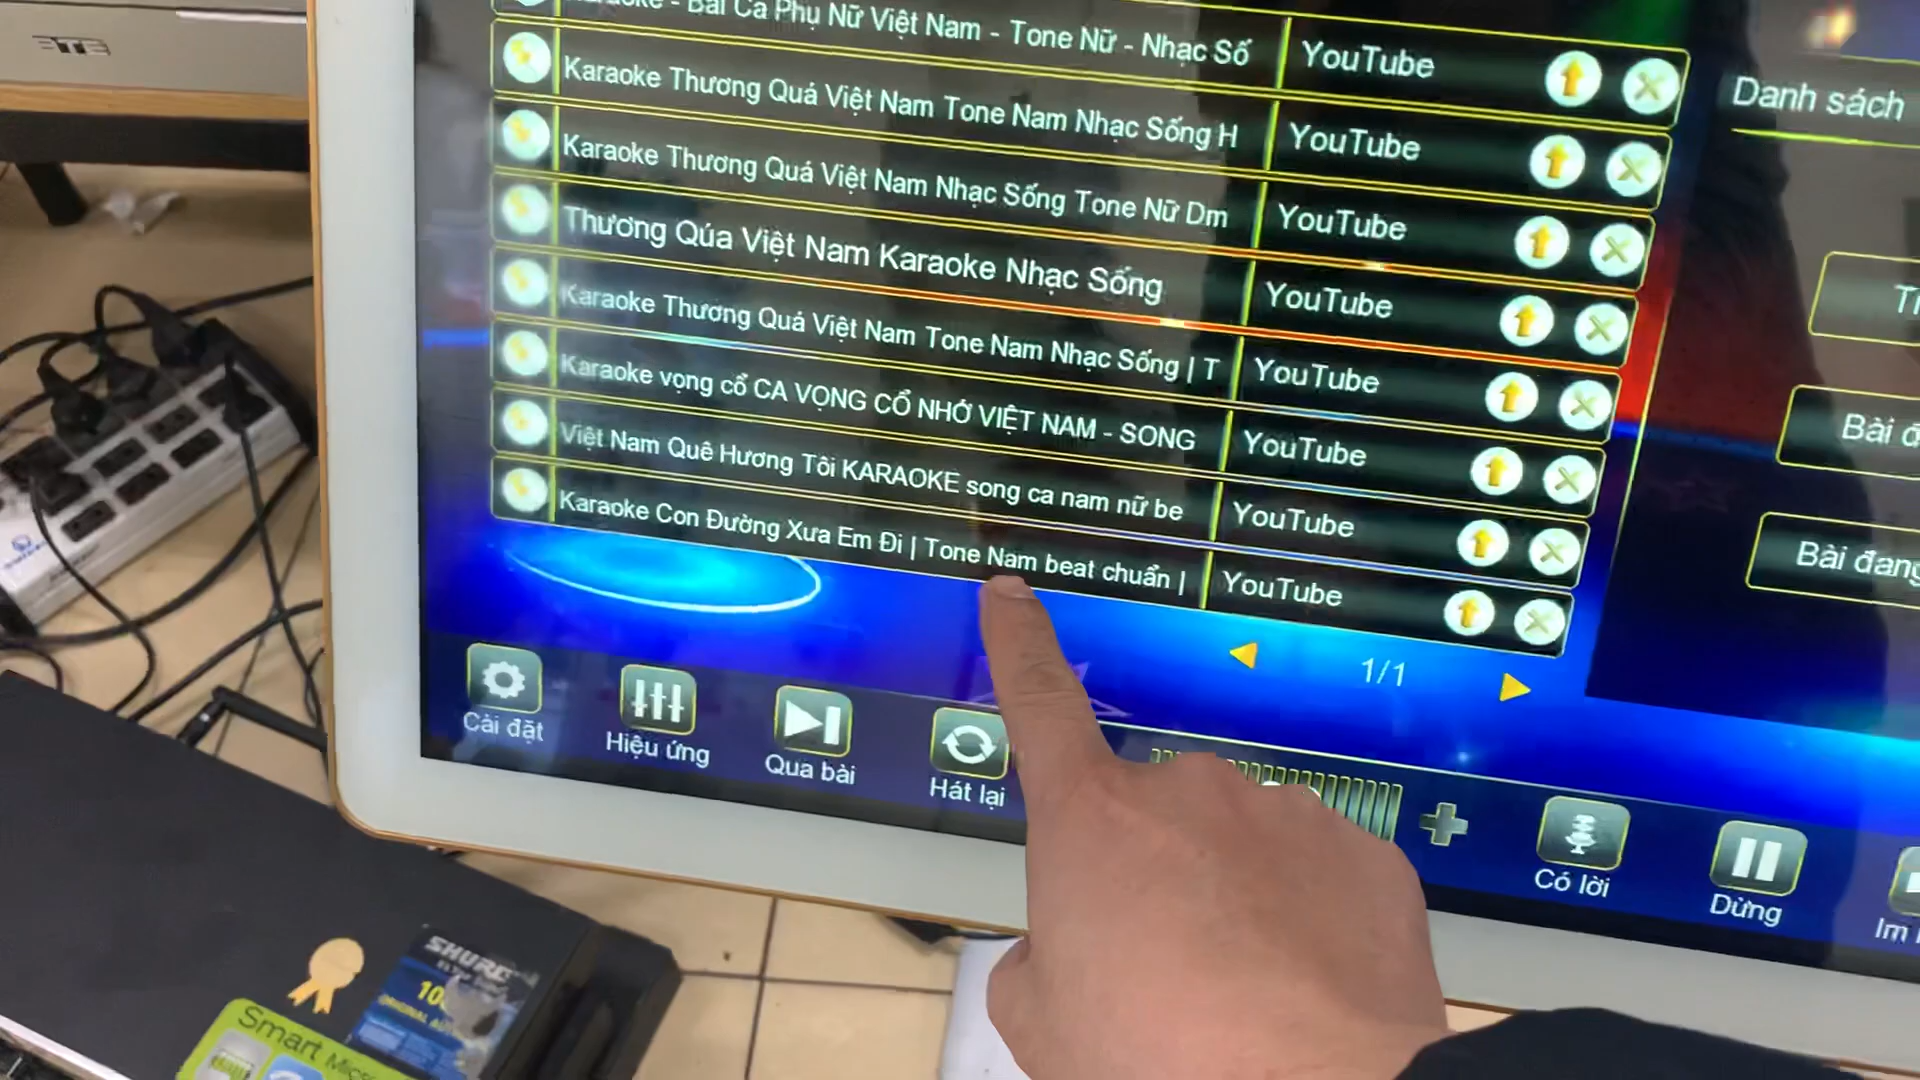 BTE
- Bài Ca Phụ Nữ Việt Nam - Tone Nữ - Nhạc Số
YouTube
Karaoke Thương Quá Việt Nam Tone Nam Nhạc Sống H
YouTube
Karaoke Thương Quá Việt Nam Nhạc Sống Tone Nữ Dm
YouTube
Thương Qúa Việt Nam Karaoke Nhạc Sống
YouTube
Karaoke Thương Quá Việt Nam Tone Nam Nhạc Sống | T
YouTube
Karaoke vọng cổ CA VỌNG CỔ NHỚ VIỆT NAM - SONG
YouTube
Việt Nam Quê Hương Tôi KARAOKE song ca nam nữ be
YouTube
Karaoke Con Đường Xưa Em Đi | Tone Nam beat chuẩn |
YouTube
1/1
Danh sách
Bài đ
Bài đang
Cài đặt
Hiệu ứng
Qua bài
Hát lại
Có lời
Dừng
Im
SHURE
Smart Micro